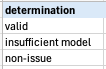 determination
valid
insufficient model
non-issue